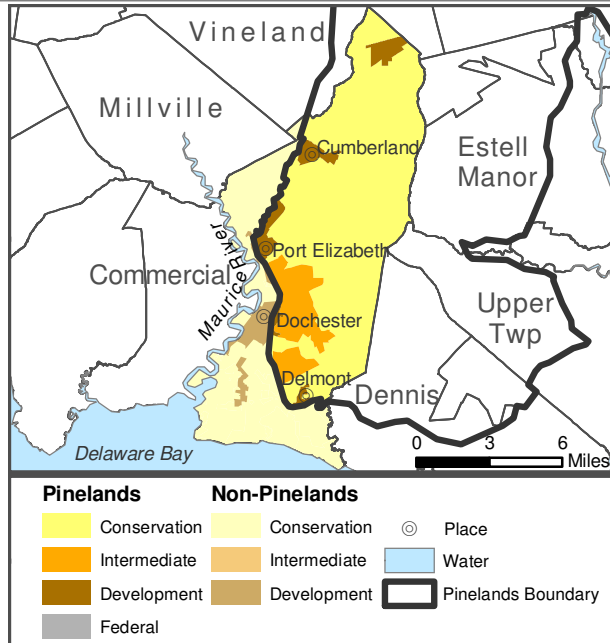 Vineland
Millville
Cumberland
Estell
Manor
Maurice River
Port Elizabeth
Commercial
Dochester
Upper
Twp
Delmont
Dennis
0 3 6
Miles
Delaware Bay
Pinelands Non-Pinelands
Conservation Conservation Place
Intermediate Intermediate Water
Development Development Pinelands Boundary
Federal